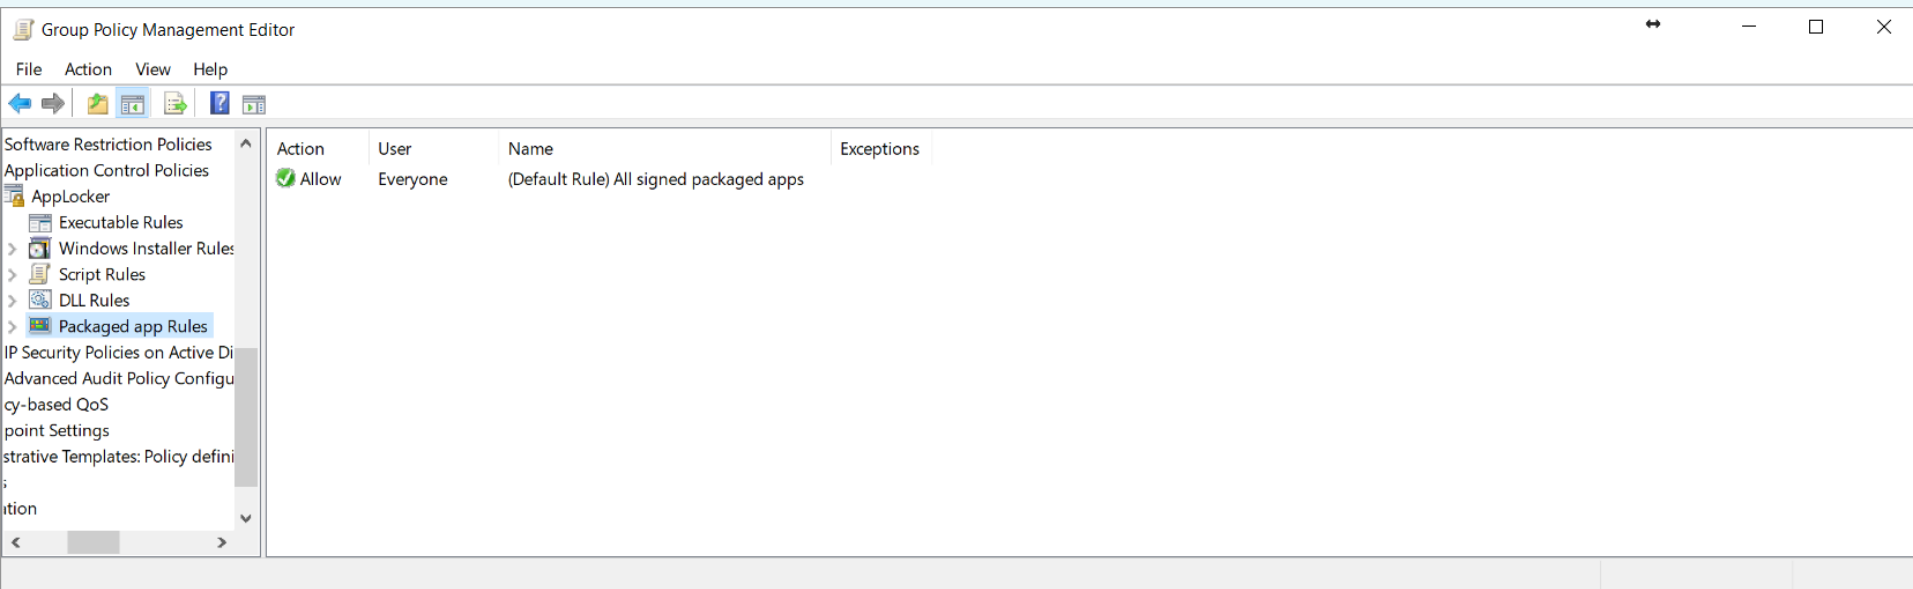 Group Policy Management Editor
File Action View Help
Software Restriction Policies
Application Control Policies
AppLocker
Executable Rules
Windows Installer Rules
Script Rules
DLL Rules
Packaged app Rules
IP Security Policies on Active Di
Advanced Audit Policy Configu
cy-based QoS
point Settings
strative Templates: Policy defini
s
ation
Action User Name Exceptions
Allow Everyone (Default Rule) All signed packaged apps